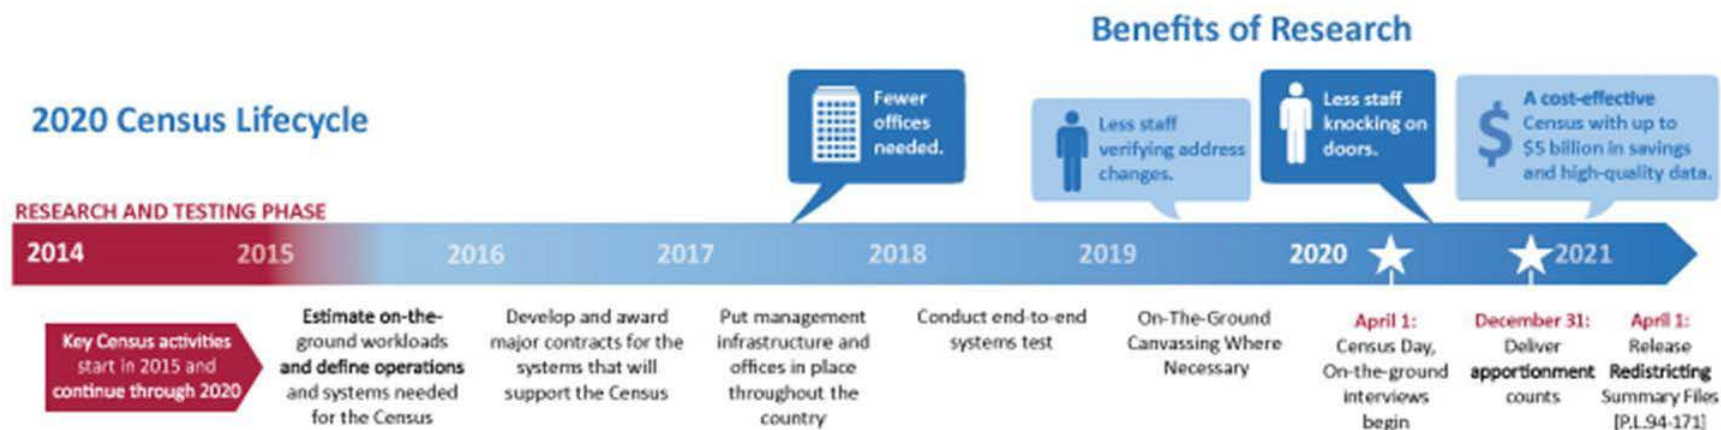 Benefits of Research
2020 Census Lifecycle
Fewer
offices
needed.
Less staff
verifying address
changes.
Less staff
knocking on
doors.
$
A cost-effective
Census with up to
$5 billion in savings
and high-quality data.
RESEARCH AND TESTING PHASE
2014 2015 2016 2017 2018 2019 2020 2021
Key Census activities
start in 2015 and
continue through 2020
Estimate on-the-
ground workloads
and define operations
and systems needed
for the Census
Develop and award
major contracts for the
systems that will
support the Census
Put management
infrastructure and
offices in place
throughout the
country
Conduct end-to-end
systems test
On-The-Ground
Canvassing Where
Necessary
April 1:
Census Day,
On-the-ground
interviews
begin
December 31:
Deliver
apportionment
counts
April 1:
Release
Redistricting
Summary Files
[P.L.94-171]